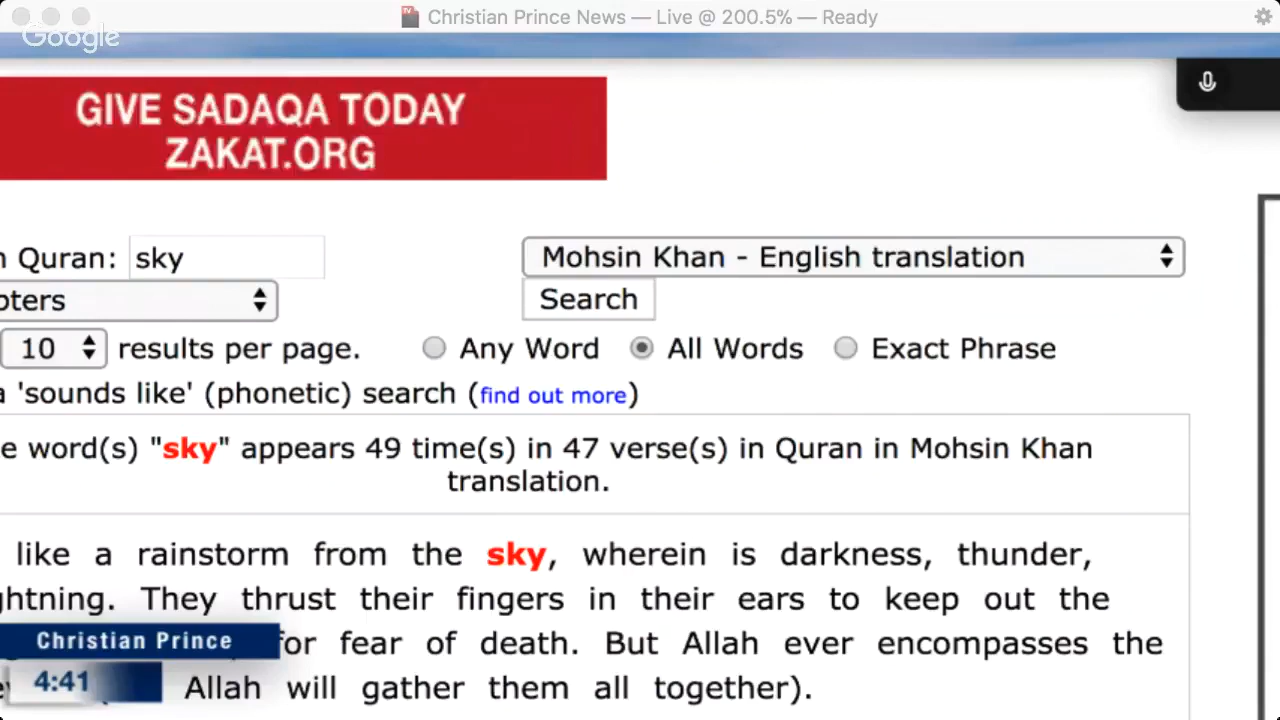 Christian Prince News — Live @ 200.5% — Ready
Google
GIVE SADAQA TODAY
ZAKAT.ORG
n Quran: sky
Mohsin Khan - English translation
oters
Search
10 results per page. Any Word All Words Exact Phrase
a 'sounds like' (phonetic) search (find out more)
e word(s) "sky" appears 49 time(s) in 47 verse(s) in Quran in Mohsin Khan
translation.
like a rainstorm from the sky, wherein is darkness, thunder,
ghtning. They thrust their fingers in their ears to keep out the
for fear of death. But Allah ever encompasses the
Allah will gather them all together).
Christian Prince
4:41